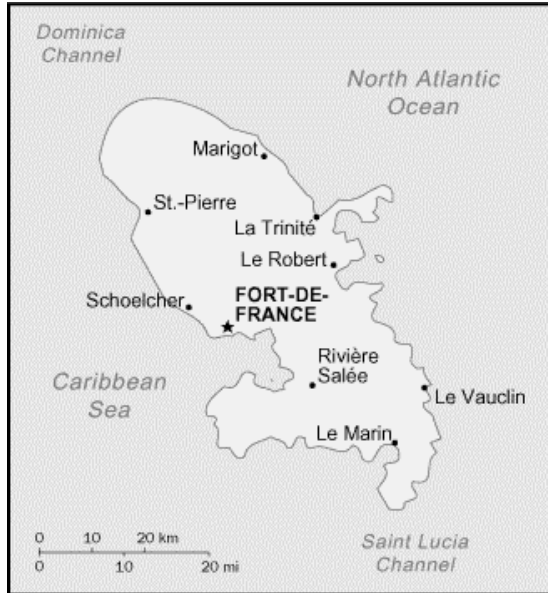 Dominica
Channel
North Atlantic
Ocean
Marigot
St.-Pierre
La Trinité
Le Robert
Schoelcher
FORT-DE-
FRANCE
Caribbean
Sea
Rivière
Salée
Le Vauclin
Le Marin
0 10 20 km
0 10 20 mi
Saint Lucia
Channel